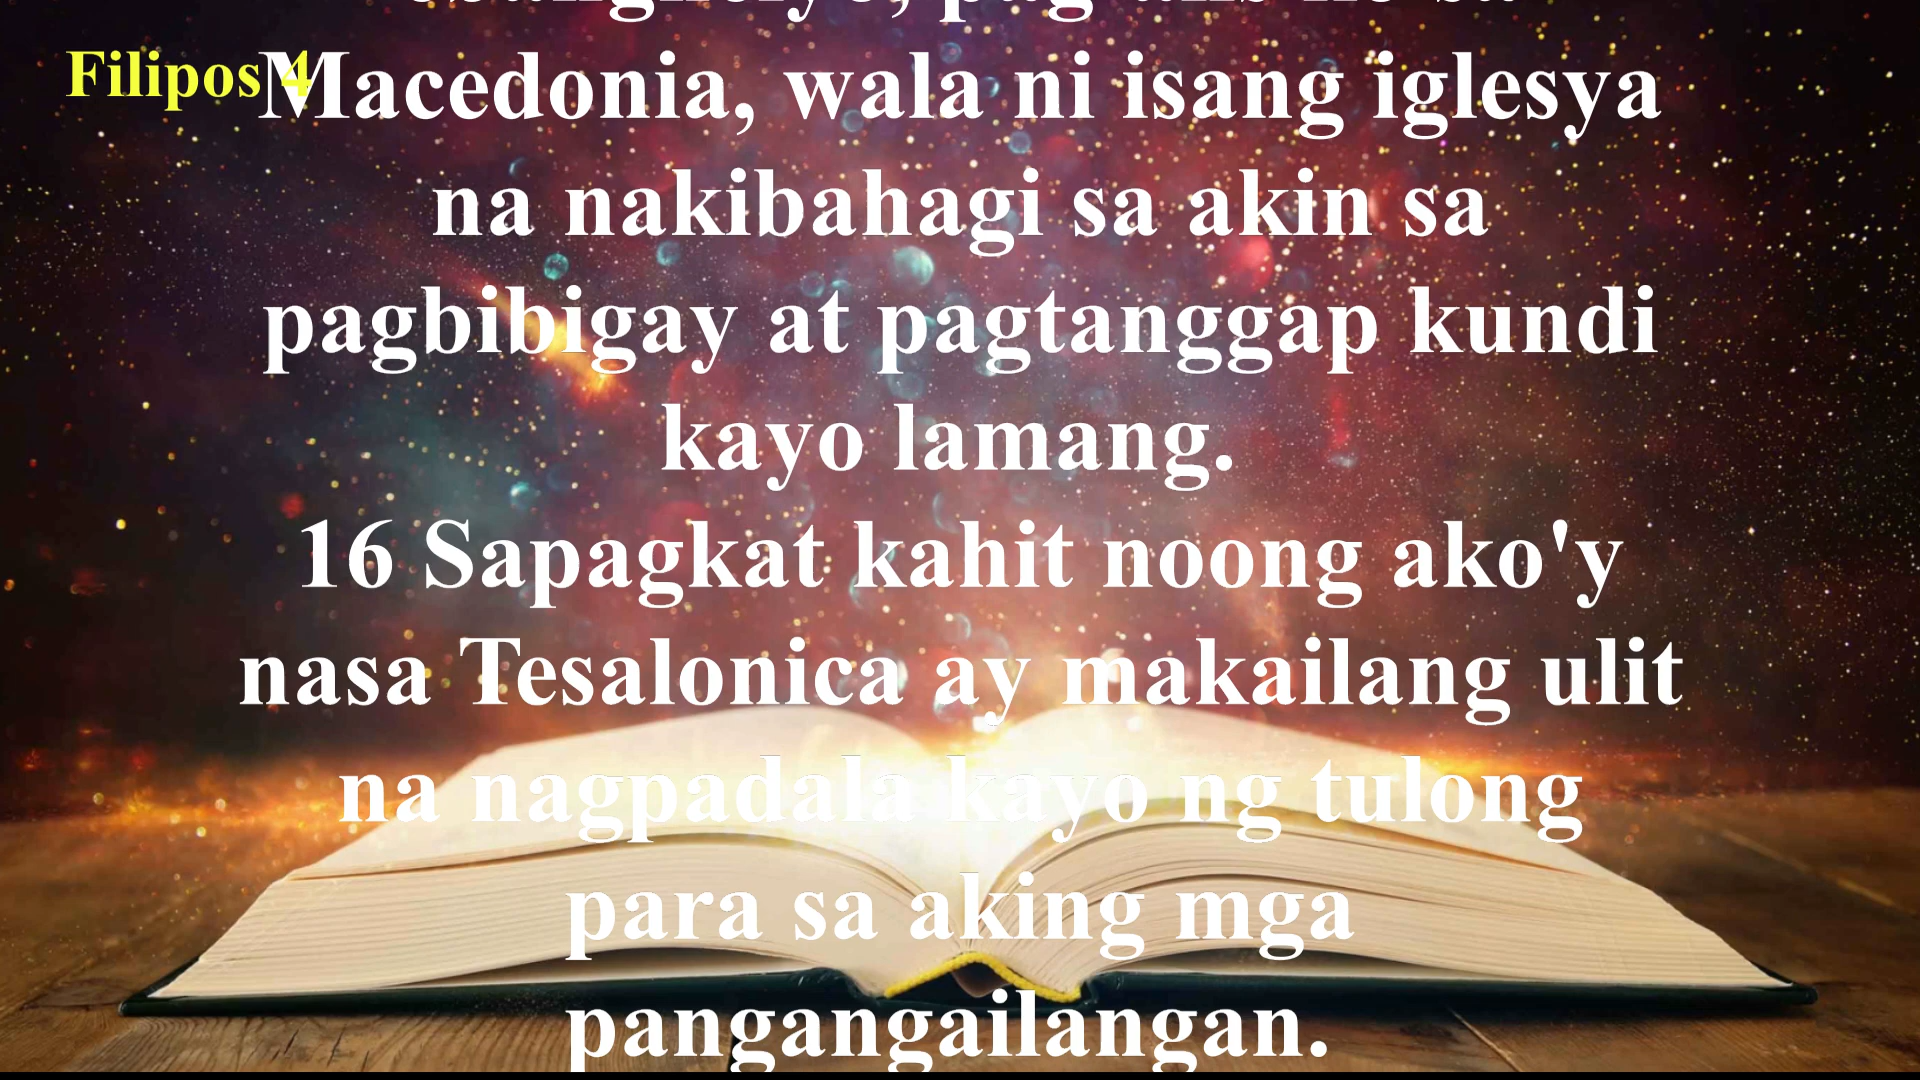 Filipos 4
Macedonia, wala ni isang iglesya
na nakibahagi sa akin sa
pagbibigay at pagtanggap kundi
kayo lamang.
16 Sapagkat kahit noong ako'y
nasa Tesalonica ay makailang ulit
na nagpadala kayo ng tulong
para sa aking mga
pangangailangan.